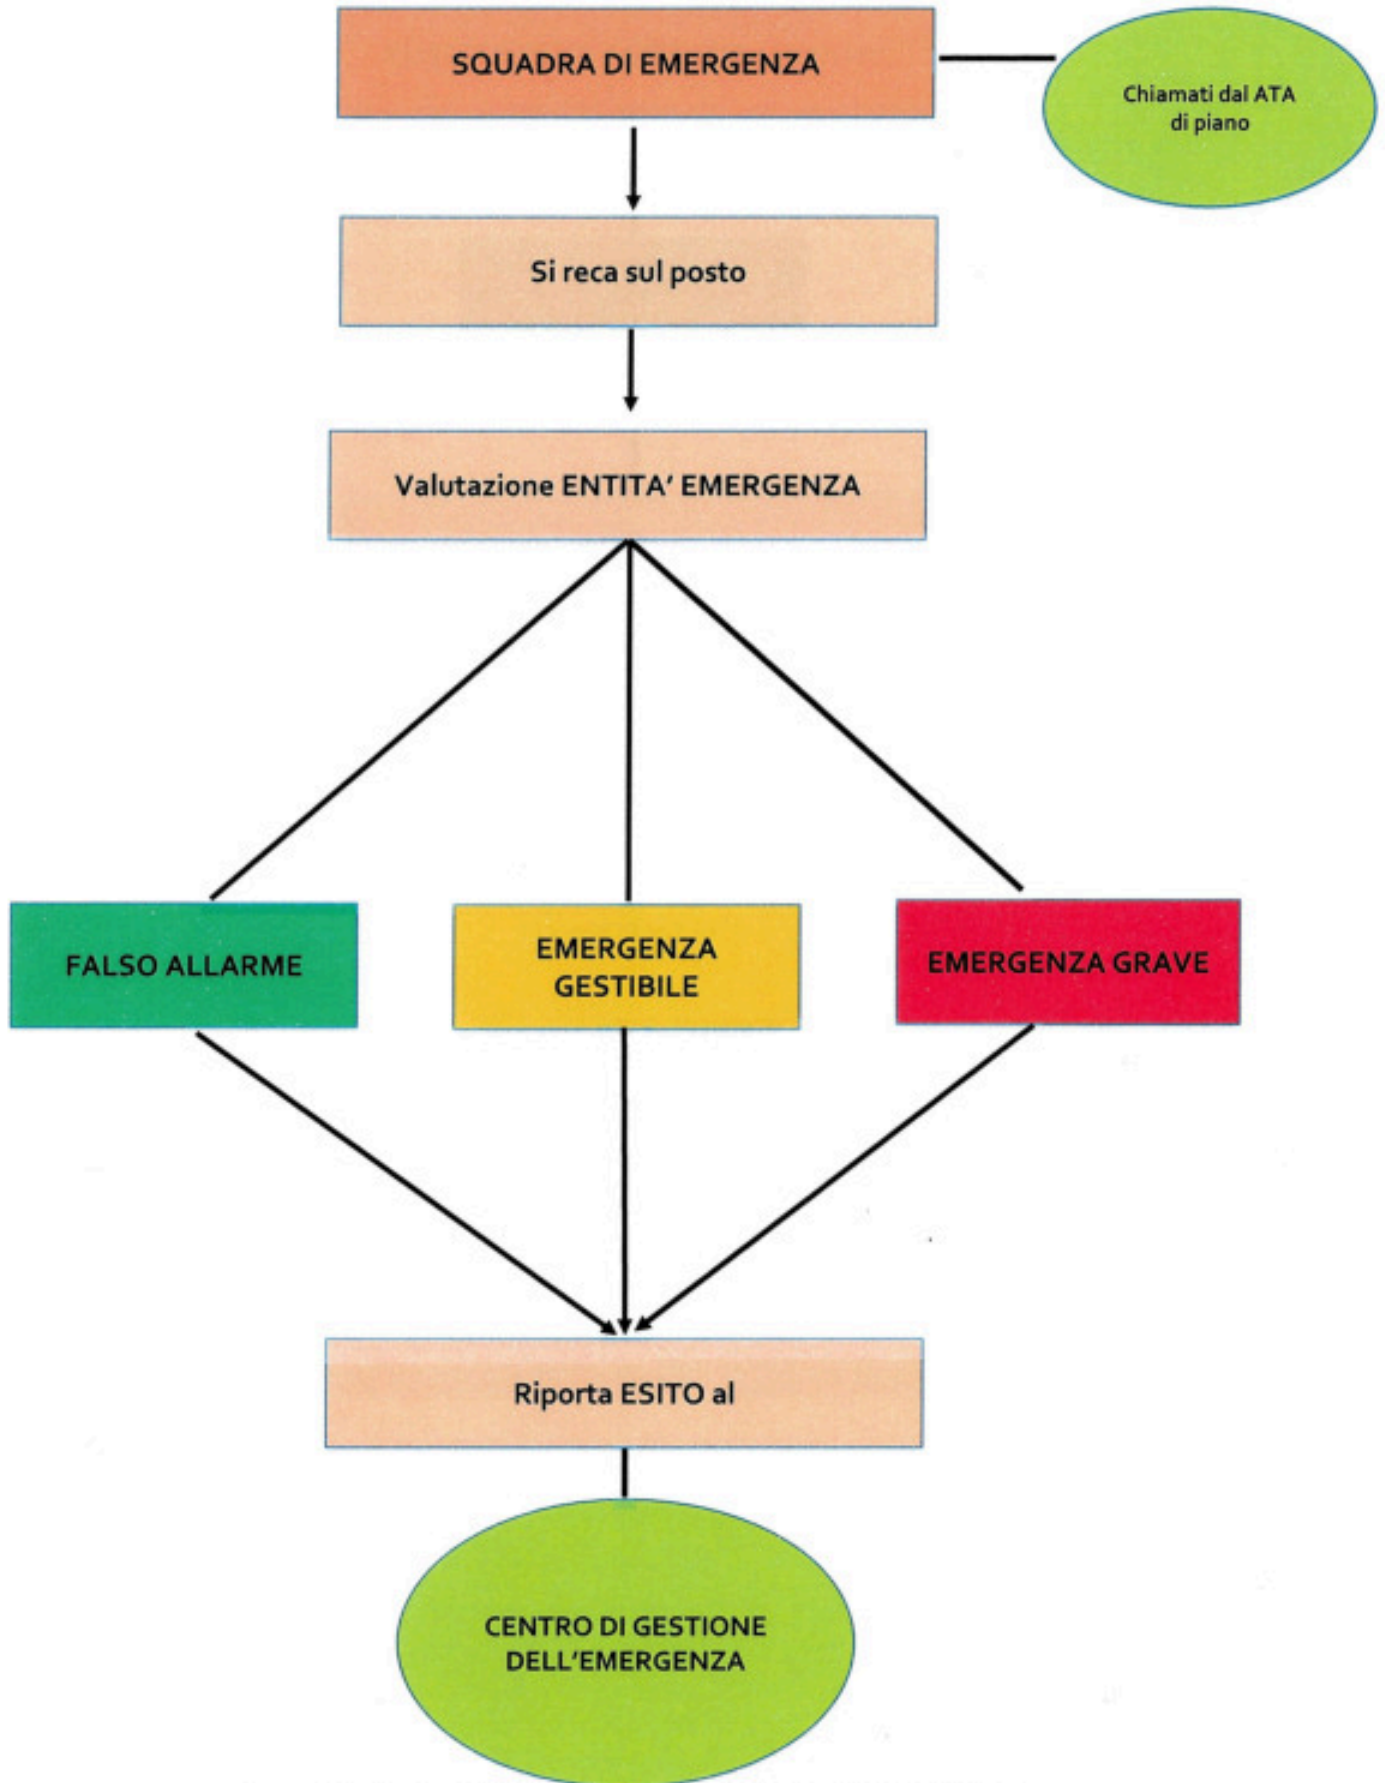 SQUADRA DI EMERGENZA
Chiamati dal ATA
di piano
Si reca sul posto
Valutazione ENTITA' EMERGENZA
FALSO ALLARME
EMERGENZA
GESTIBILE
EMERGENZA GRAVE
Riporta ESITO al
CENTRO DI GESTIONE
DELL'EMERGENZA